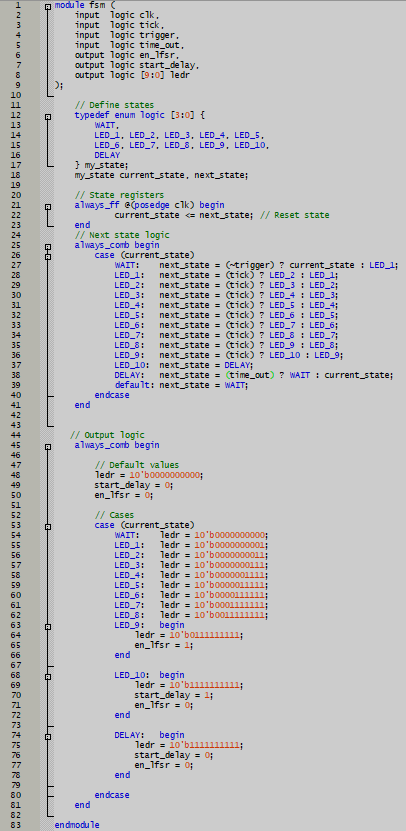 1 module fsm (
2 input logic clk,
3 input logic tick,
4 input logic trigger,
5 input logic time_out,
6 output logic en_lfsr,
7 output logic start_delay,
8 output logic [9:0] ledr
9 );
10
11 // Define states
12 typedef enum logic [3:0] {
13 WAIT,
14 LED_1, LED_2, LED_3, LED_4, LED_5,
15 LED_6, LED_7, LED_8, LED_9, LED_10,
16 DELAY
17 } my_state;
18 my_state current_state, next_state;
19
20 // State registers
21 always_ff @(posedge clk) begin
22 current_state <= next_state; // Reset state
23 end
24 // Next state logic
25 always_comb begin
26 case (current_state)
27 WAIT: next_state = (~trigger) ? current_state : LED_1;
28 LED_1: next_state = (tick) ? LED_2 : LED_1;
29 LED_2: next_state = (tick) ? LED_3 : LED_2;
30 LED_3: next_state = (tick) ? LED_4 : LED_3;
31 LED_4: next_state = (tick) ? LED_5 : LED_4;
32 LED_5: next_state = (tick) ? LED_6 : LED_5;
33 LED_6: next_state = (tick) ? LED_7 : LED_6;
34 LED_7: next_state = (tick) ? LED_8 : LED_7;
35 LED_8: next_state = (tick) ? LED_9 : LED_8;
36 LED_9: next_state = (tick) ? LED_10 : LED_9;
37 LED_10: next_state = DELAY;
38 DELAY: next_state = (time_out) ? WAIT : current_state;
39 default: next_state = WAIT;
40 endcase
41 end
42
43
44 // Output logic
45 always_comb begin
46
47 // Default values
48 ledr = 10'b0000000000;
49 start_delay = 0;
50 en_lfsr = 0;
51
52 // Cases
53 case (current_state)
54 WAIT: ledr = 10'b0000000000;
55 LED_1: ledr = 10'b0000000001;
56 LED_2: ledr = 10'b0000000011;
57 LED_3: ledr = 10'b0000000111;
58 LED_4: ledr = 10'b0000001111;
59 LED_5: ledr = 10'b0000011111;
60 LED_6: ledr = 10'b0000111111;
61 LED_7: ledr = 10'b0001111111;
62 LED_8: ledr = 10'b0011111111;
63 LED_9: begin
64 ledr = 10'b0111111111;
65 en_lfsr = 1;
66 end
67
68 LED_10: begin
69 ledr = 10'b1111111111;
70 start_delay = 1;
71 en_lfsr = 0;
72 end
73
74 DELAY: begin
75 ledr = 10'b1111111111;
76 start_delay = 0;
77 en_lfsr = 0;
78 end
79
80 endcase
81 end
82
83 endmodule